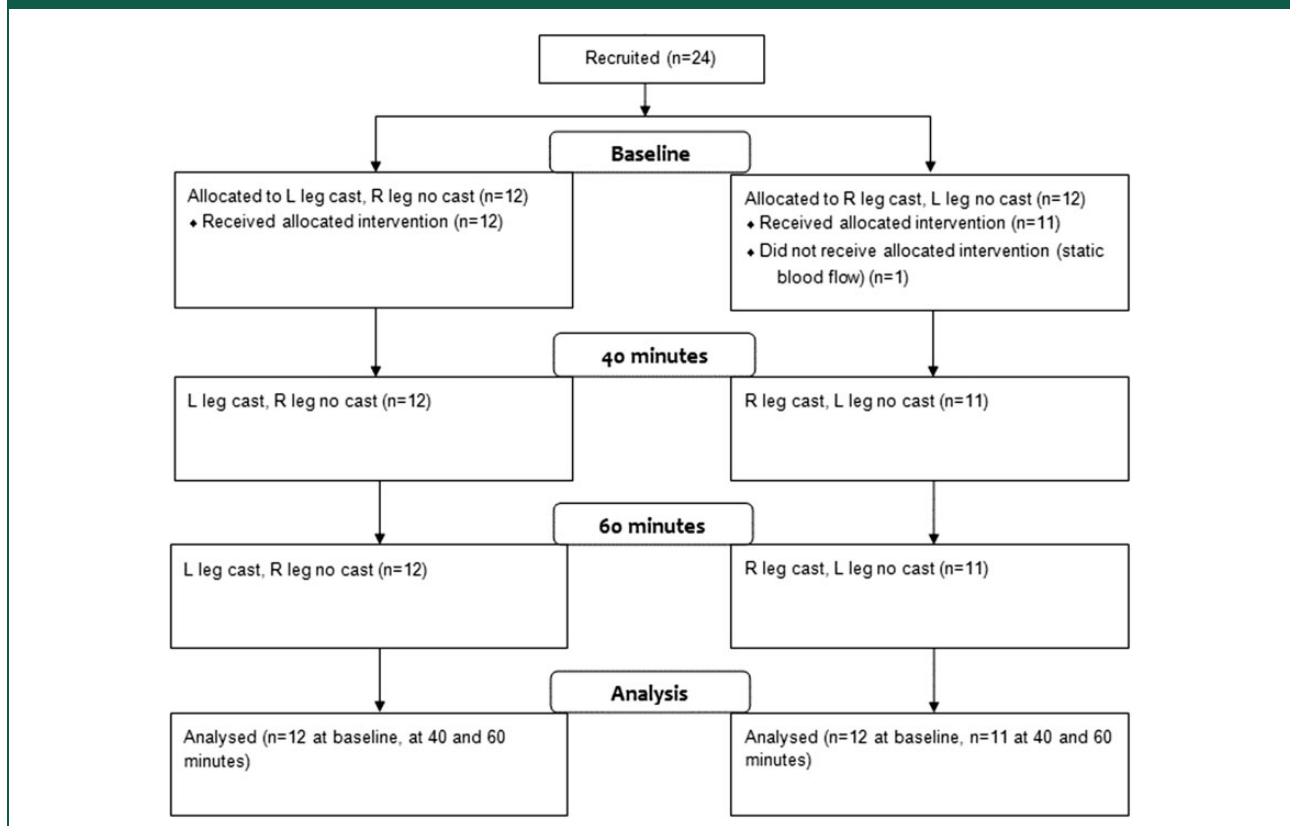 Recruited (n=24)
Baseline
Allocated to L leg cast, R leg no cast (n=12)
⬥ Received allocated intervention (n=12)
Allocated to R leg cast, L leg no cast (n=12)
⬥ Received allocated intervention (n=11)
⬥ Did not receive allocated intervention (static
blood flow) (n=1)
40 minutes
L leg cast, R leg no cast (n=12)
R leg cast, L leg no cast (n=11)
60 minutes
L leg cast, R leg no cast (n=12)
R leg cast, L leg no cast (n=11)
Analysis
Analysed (n=12 at baseline, at 40 and 60
minutes)
Analysed (n=12 at baseline, n=11 at 40 and 60
minutes)